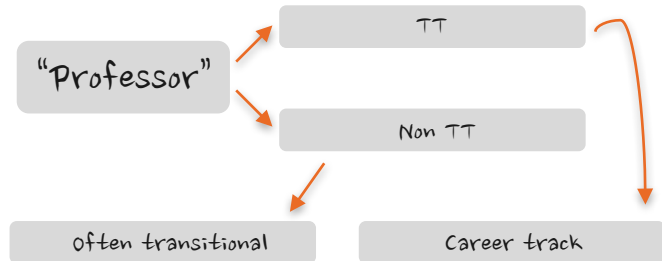 “Professor”
TT
Non TT
Often transitional
Career track